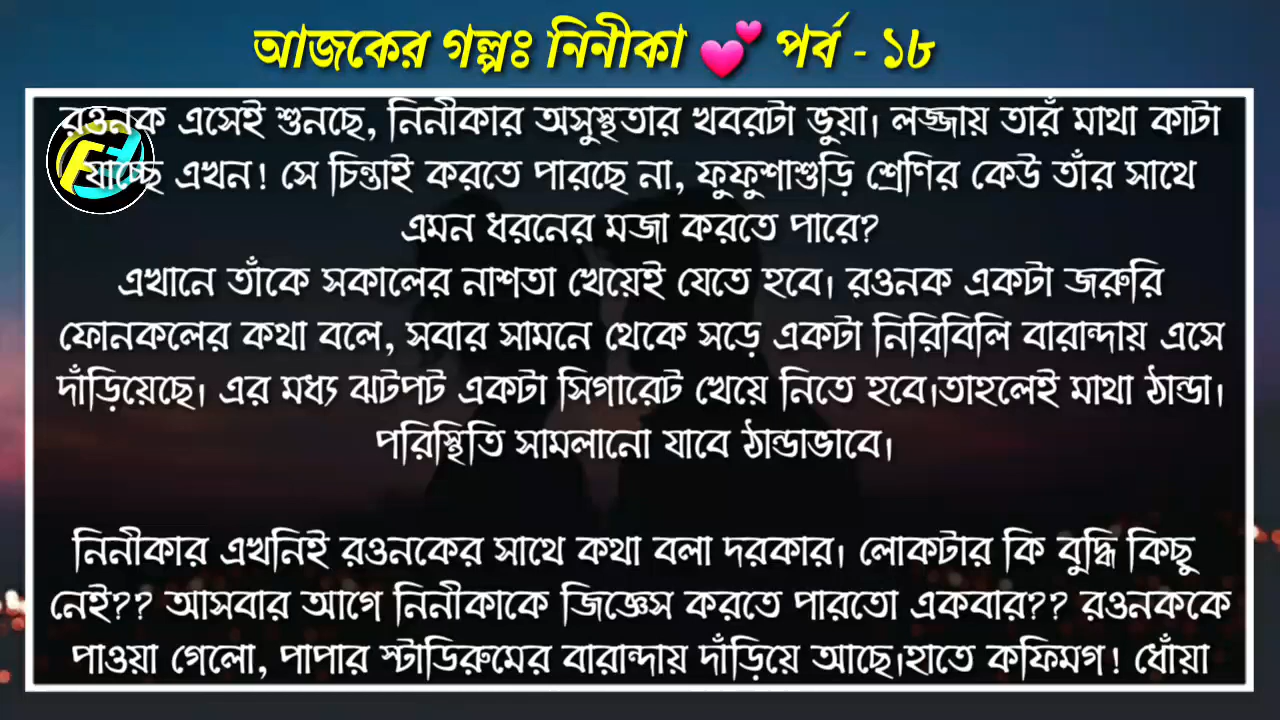 আজকের গল্পঃ নিনীকা 💕 পর্ব - ১৮
রওনক এসেই শুনছে, নিনীকার অসুস্থতার খবরটা ভুয়া। লজ্জায় তারঁ মাথা কাটা
যাচ্ছে এখন! সে চিন্তাই করতে পারছে না, ফুফুশাশুড়ি শ্রেণির কেউ তাঁর সাথে
এমন ধরনের মজা করতে পারে?
এখানে তাঁকে সকালের নাশতা খেয়েই যেতে হবে। রওনক একটা জরুরি
ফোনকলের কথা বলে, সবার সামনে থেকে সড়ে একটা নিরিবিলি বারান্দায় এসে
দাঁড়িয়েছে। এর মধ্য ঝটপট একটা সিগারেট খেয়ে নিতে হবে।তাহলেই মাথা ঠান্ডা।
পরিস্থিতি সামলানো যাবে ঠান্ডাভাবে।
নিনীকার এখনিই রওনকের সাথে কথা বলা দরকার। লোকটার কি বুদ্ধি কিছু
নেই?? আসবার আগে নিনীকাকে জিজ্ঞেস করতে পারতো একবার?? রওনককে
পাওয়া গেলো, পাপার স্টাডিরুমের বারান্দায় দাঁড়িয়ে আছে।হাতে কফিমগ! ধোঁয়া